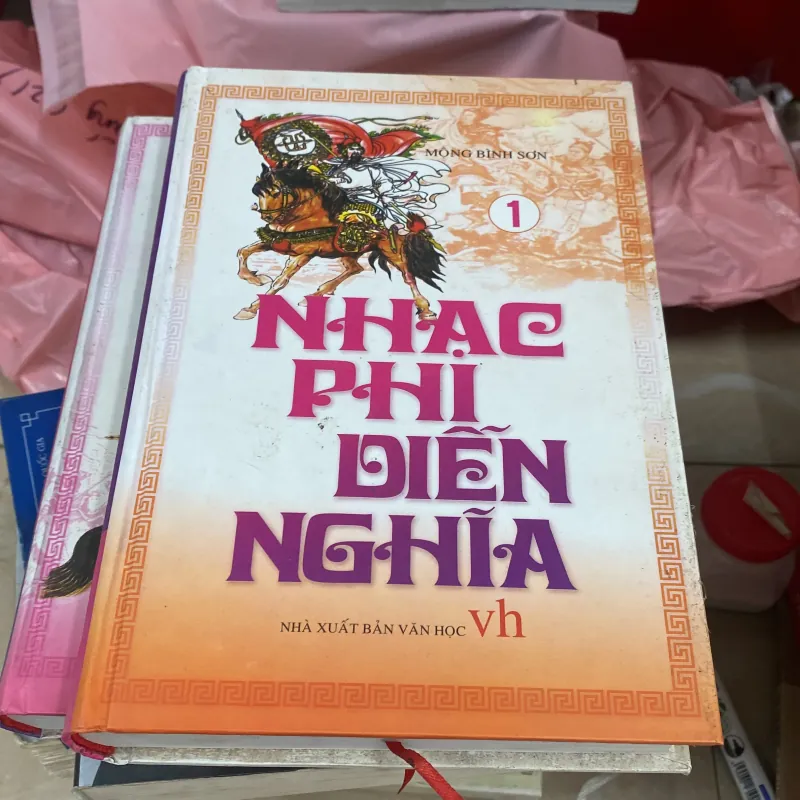 MỘNG BÌNH SƠN
1
NHẠC
PHI
DIỄN
NGHĨA
NHÀ XUẤT BẢN VĂN HỌC vh